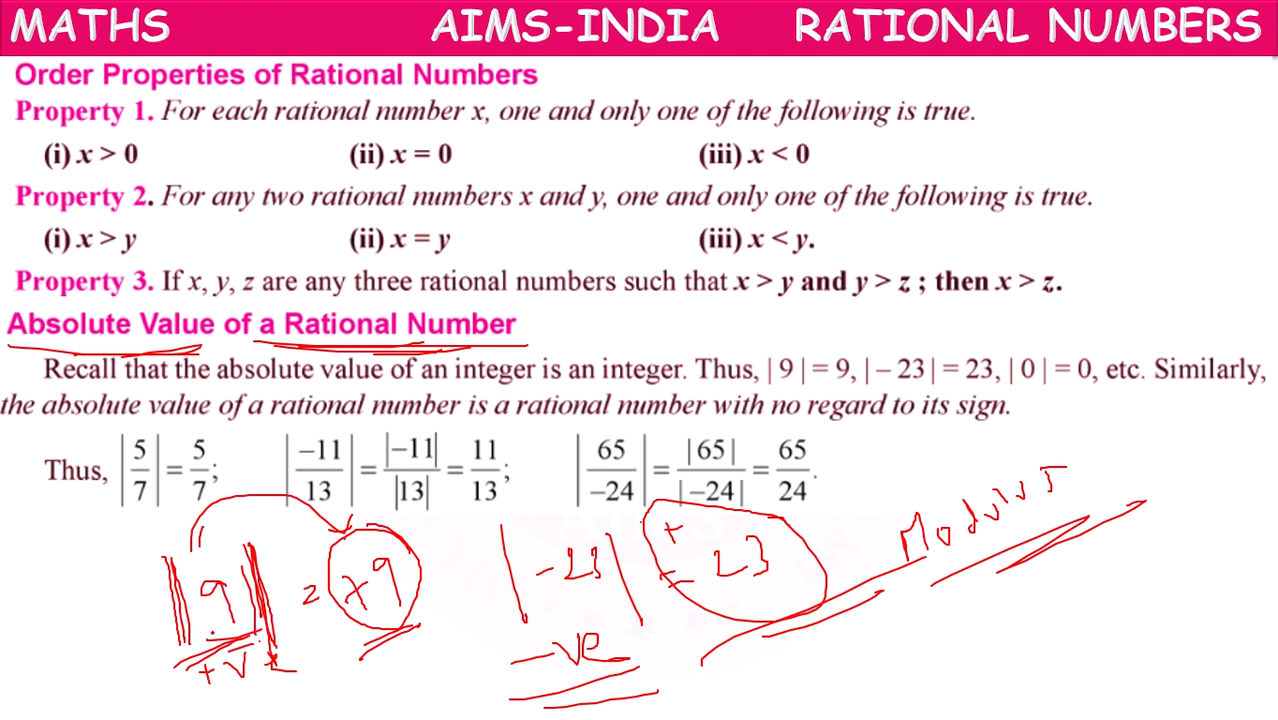 MATHS AIMS-INDIA RATIONAL NUMBERS
Order Properties of Rational Numbers
Property 1. For each rational number x, one and only one of the following is true.
(i) x > 0 (ii) x = 0 (iii) x < 0
Property 2. For any two rational numbers x and y, one and only one of the following is true.
(i) x > y (ii) x = y (iii) x < y.
Property 3. If x, y, z are any three rational numbers such that x > y and y > z ; then x > z.
Absolute Value of a Rational Number
Recall that the absolute value of an integer is an integer. Thus, | 9 | = 9, | – 23 | = 23, | 0 | = 0, etc. Similarly,
the absolute value of a rational number is a rational number with no regard to its sign.
Thus, |5/7| = 5/7; |–11/13| = |–11|/|13| = 11/13; |65/–24| = |65|/|–24| = 65/24.
|9| = +9 |-23| = +23 Modulus
+ve -ve